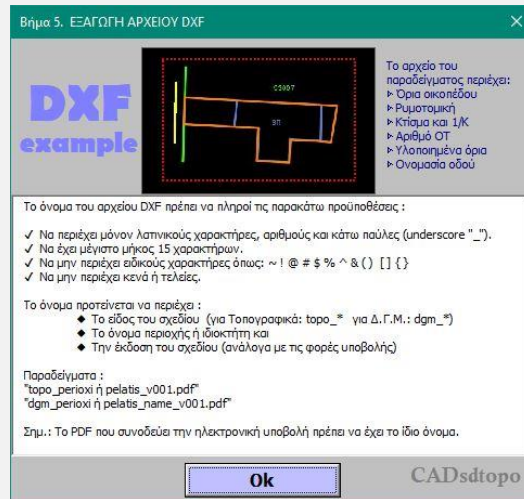 Βήμα 5. ΕΞΑΓΩΓΗ ΑΡΧΕΙΟΥ DXF
DXF
example
C5007
9Π
Το αρχείο του
παραδείγματος περιέχει:
Όρια οικοπέδου
Ρυμοτομική
Κτίσμα και 1/Κ
Αριθμό ΟΤ
Υλοποιημένα όρια
Ονομασία οδού
Το όνομα του αρχείου DXF πρέπει να πληροί τις παρακάτω προϋποθέσεις :
✓ Να περιέχει μόνον λατινικούς χαρακτήρες, αριθμούς και κάτω παύλες (underscore "_").
✓ Να έχει μέγιστο μήκος 15 χαρακτήρων.
✓ Να μην περιέχει ειδικούς χαρακτήρες όπως: ~ ! @ # $ % ^ & ( ) [ ] { }
✓ Να μην περιέχει κενά ή τελείες.
Το όνομα προτείνεται να περιέχει :
◆ Το είδος του σχεδίου (για Τοπογραφικά: topo_* για Δ.Γ.Μ.: dgm_*)
◆ Το όνομα περιοχής ή ιδιοκτήτη και
◆ Την έκδοση του σχεδίου (ανάλογα με τις φορές υποβολής)
Παραδείγματα :
"topo_perioxi ή pelatis_v001.pdf"
"dgm_perioxi ή pelatis_name_v001.pdf"
Σημ.: Το PDF που συνοδεύει την ηλεκτρονική υποβολή πρέπει να έχει το ίδιο όνομα.
Ok
CADsdtopo